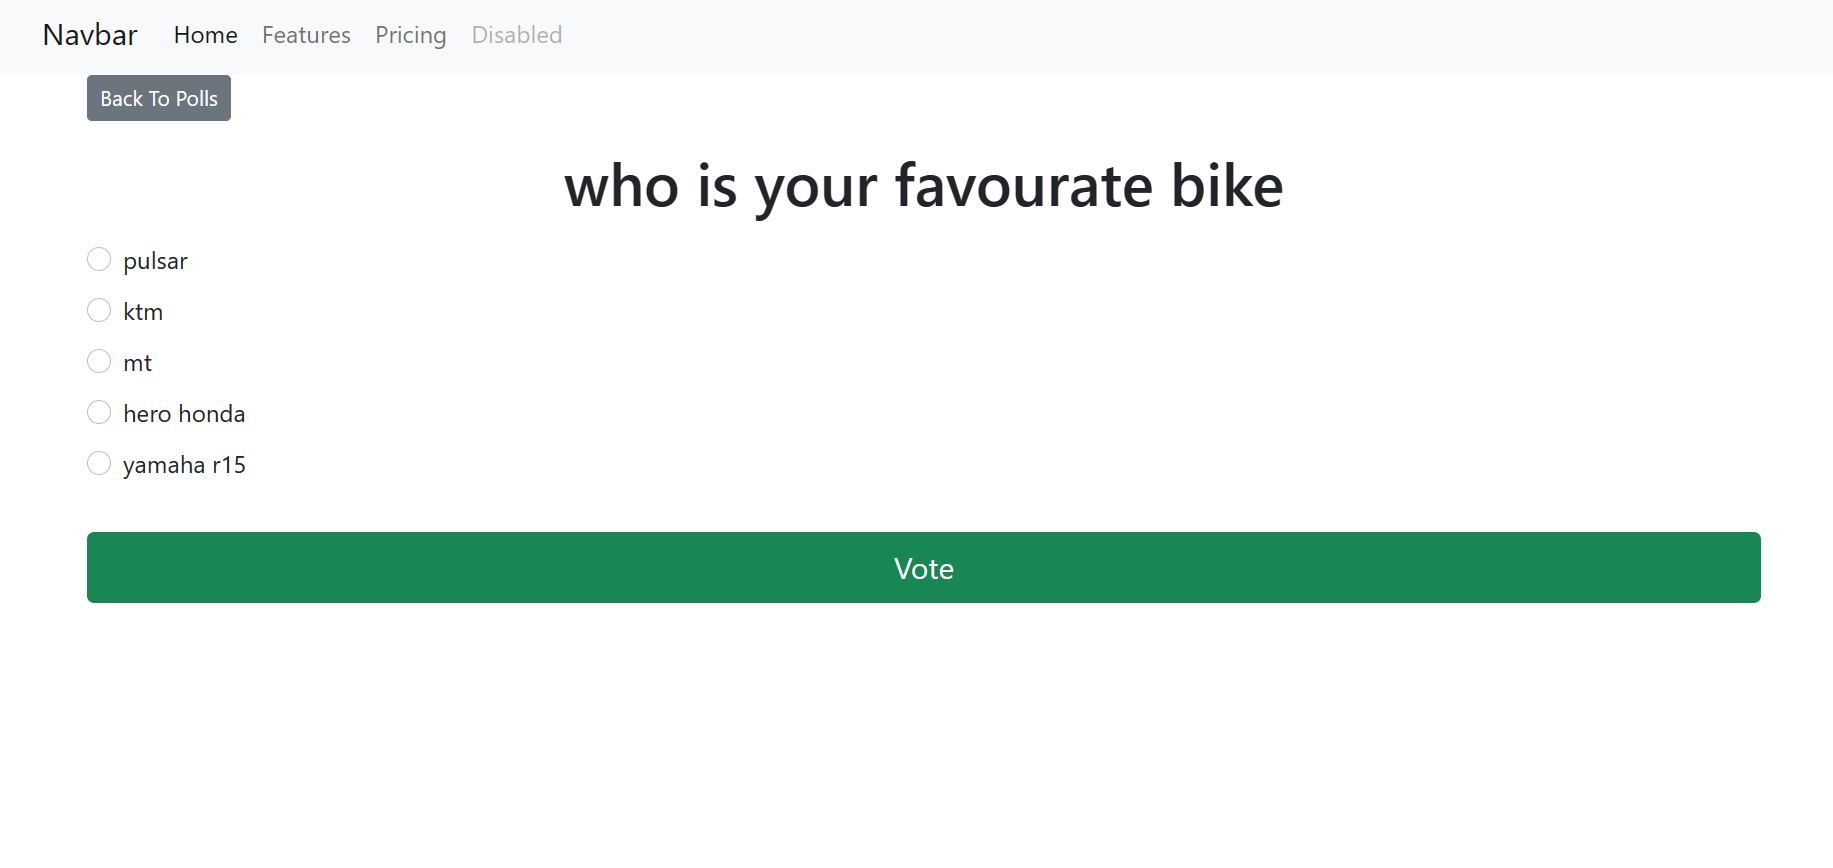 Navbar Home Features Pricing Disabled
Back To Polls
who is your favourate bike
pulsar
ktm
mt
hero honda
yamaha r15
Vote